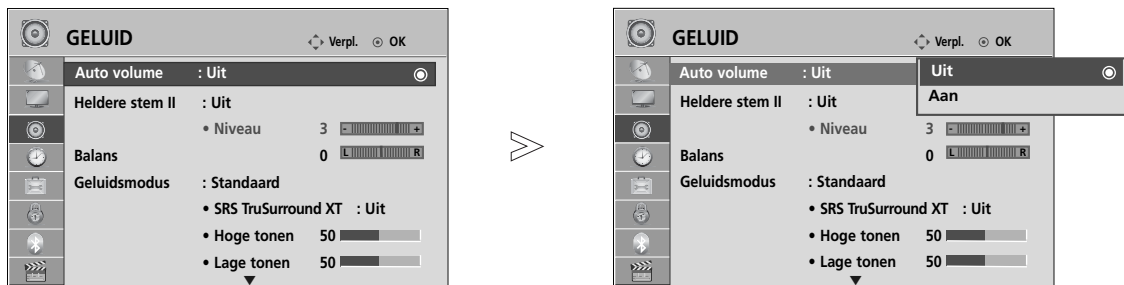 GELUID Verpl. OK
Auto volume : Uit
Heldere stem II : Uit
• Niveau 3 - +
Balans 0 L R
Geluidsmodus : Standaard
• SRS TruSurround XT : Uit
• Hoge tonen 50
• Lage tonen 50
GELUID Verpl. OK
Auto volume : Uit
Uit
Aan
Heldere stem II : Uit
• Niveau 3 - +
Balans 0 L R
Geluidsmodus : Standaard
• SRS TruSurround XT : Uit
• Hoge tonen 50
• Lage tonen 50